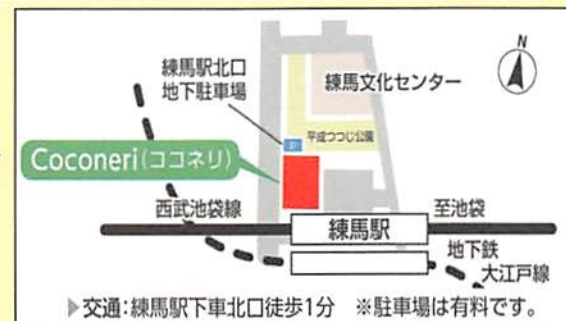 N
練馬駅北口
地下駐車場
練馬文化センター
P
平成つつじ公園
Coconeri(ココネリ)
西武池袋線
至池袋
練馬駅
地下鉄
大江戸線
▶交通:練馬駅下車北口徒歩1分 ※駐車場は有料です。